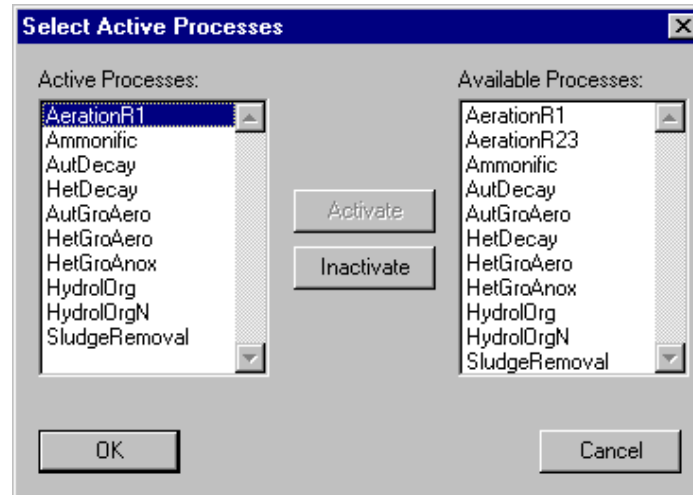 Select Active Processes
Active Processes:
AerationR1
Ammonific
AutDecay
HetDecay
AutGroAero
HetGroAero
HetGroAnox
HydrolOrg
HydrolOrgN
SludgeRemoval
Activate
Inactivate
Available Processes:
AerationR1
AerationR23
Ammonific
AutDecay
AutGroAero
HetDecay
HetGroAero
HetGroAnox
HydrolOrg
HydrolOrgN
SludgeRemoval
OK
Cancel